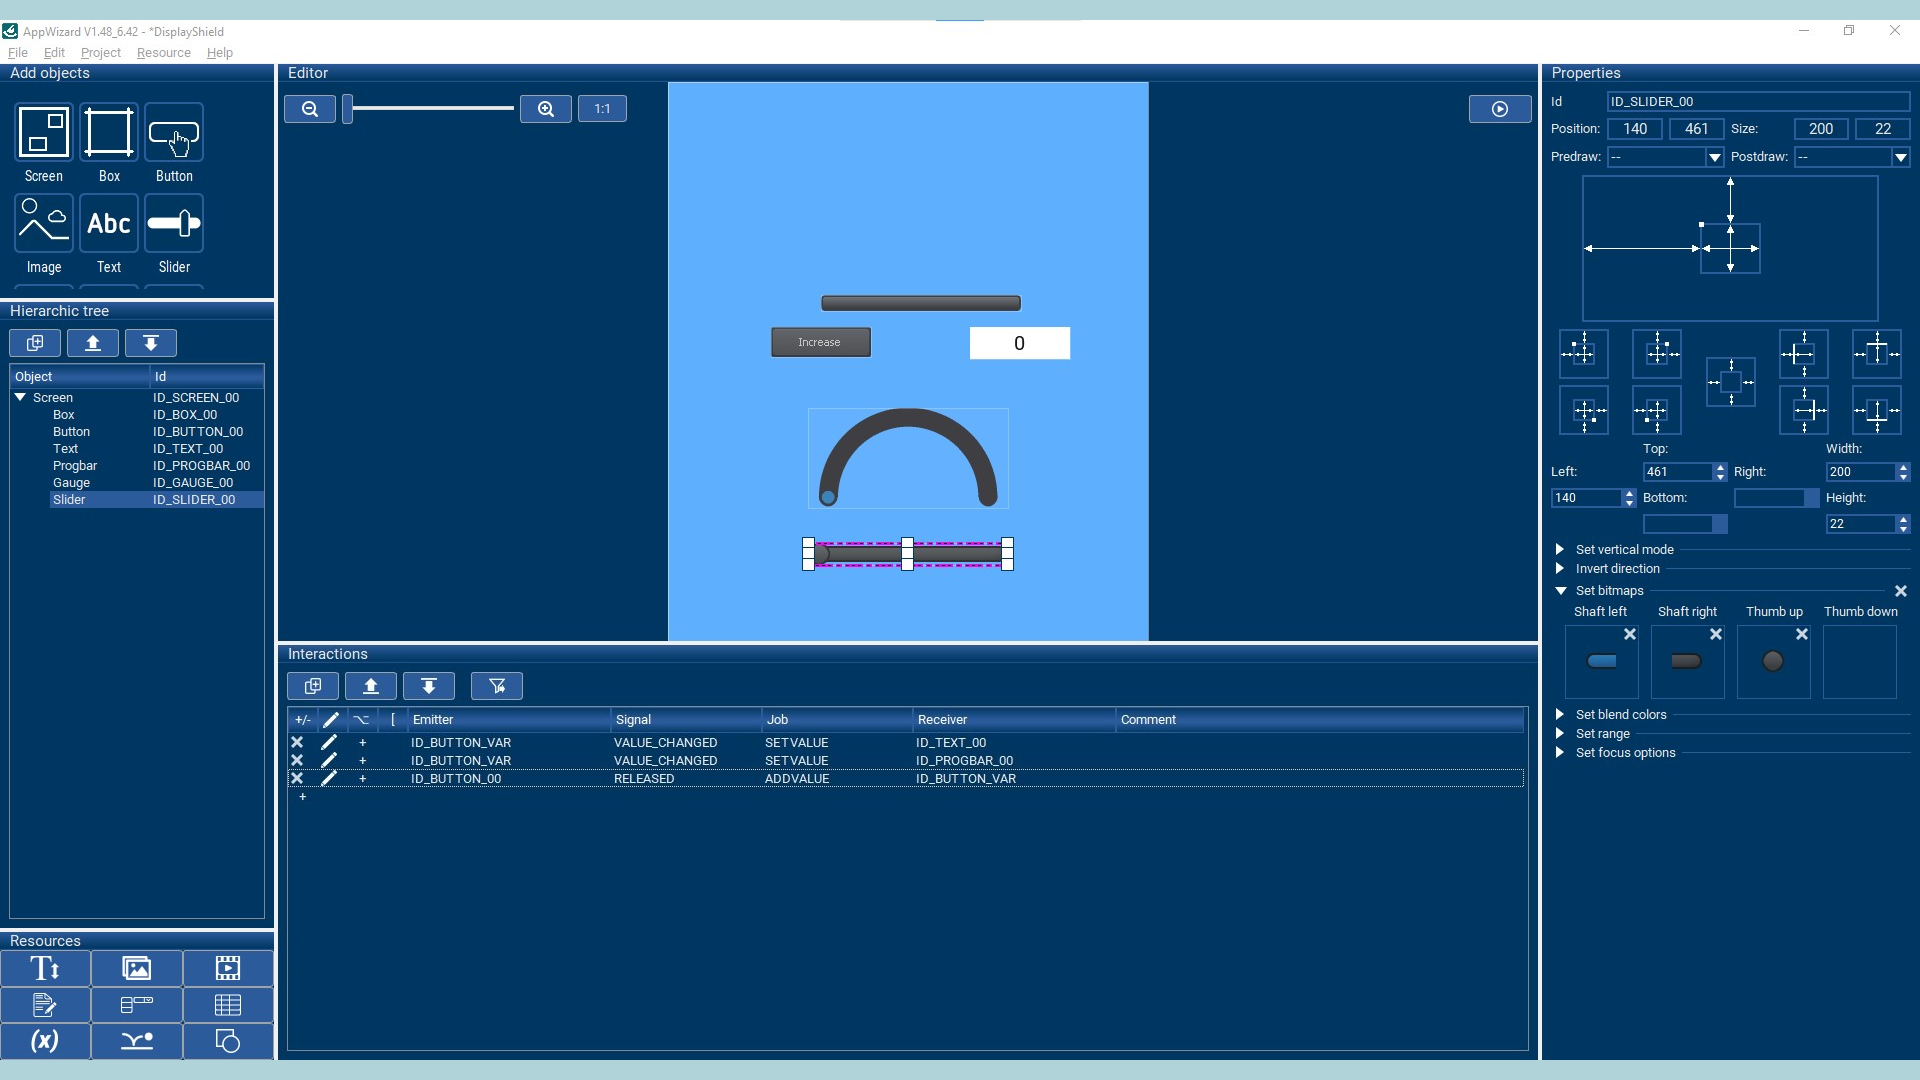 AppWizard V1.48_6.42 - *DisplayShield
File Edit Project Resource Help
Add objects
Screen Box Button
Abc
Image Text Slider
Hierarchic tree
Object Id
Screen ID_SCREEN_00
Box ID_BOX_00
Button ID_BUTTON_00
Text ID_TEXT_00
Progbar ID_PROGBAR_00
Gauge ID_GAUGE_00
Slider ID_SLIDER_00
Resources
T
(x)
Editor
1:1
Increase
0
Interactions
+/- [ Emitter Signal Job Receiver Comment
+ ID_BUTTON_VAR VALUE_CHANGED SETVALUE ID_TEXT_00
+ ID_BUTTON_VAR VALUE_CHANGED SETVALUE ID_PROGBAR_00
+ ID_BUTTON_00 RELEASED ADDVALUE ID_BUTTON_VAR
+
Properties
Id ID_SLIDER_00
Position: 140 461 Size: 200 22
Predraw: -- Postdraw: --
Top: Width:
Left: 461 Right: 200
140 Bottom: Height:
22
Set vertical mode
Invert direction
Set bitmaps
Shaft left Shaft right Thumb up Thumb down
Set blend colors
Set range
Set focus options